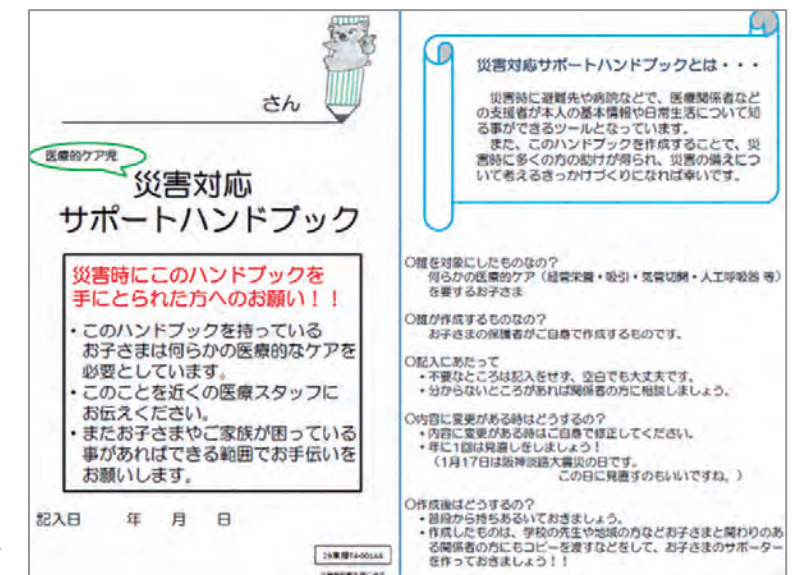 さん
医療的ケア児
災害対応
サポートハンドブック
災害時にこのハンドブックを
手にとられた方へのお願い！！
・このハンドブックを持っている
お子さまは何らかの医療的なケアを
必要としています。
・このことを近くの医療スタッフに
お伝えください。
・またお子さまやご家族が困っている
事があればできる範囲でお手伝いを
お願いします。
記入日　年　月　日
災害対応サポートハンドブックとは・・・
災害時に避難先や病院などで、医療関係者など
の支援者が本人の基本情報や日常生活について知
る事ができるツールとなっています。
また、このハンドブックを作成することで、災
害時に多くの方の助けが得られ、災害の備えにつ
いて考えるきっかけづくりになれば幸いです。
○誰を対象にしたものなの？
何らかの医療的ケア（経管栄養・吸引・気管切開・人工呼吸器 等）
を要するお子さま
○誰が作成するものなの？
お子さまの保護者がご自身で作成するものです。
○記入にあたって
・不要なところは記入をせず、空白でも大丈夫です。
・分からないところがあれば関係者の方に相談しましょう。
○内容に変更がある時はどうするの？
・内容に変更がある時はご自身で修正してください。
・年に1回は見直しをしましょう！
（1月17日は阪神淡路大震災の日です。
この日に見直すのもいいですね。）
○作成後はどうするの？
・普段から持ちあるいておきましょう。
・作成したものは、学校の先生や地域の方などお子さまと関わりのあ
る関係者の方にもコピーを渡すなどをして、お子さまのサポーター
を作っておきましょう！！